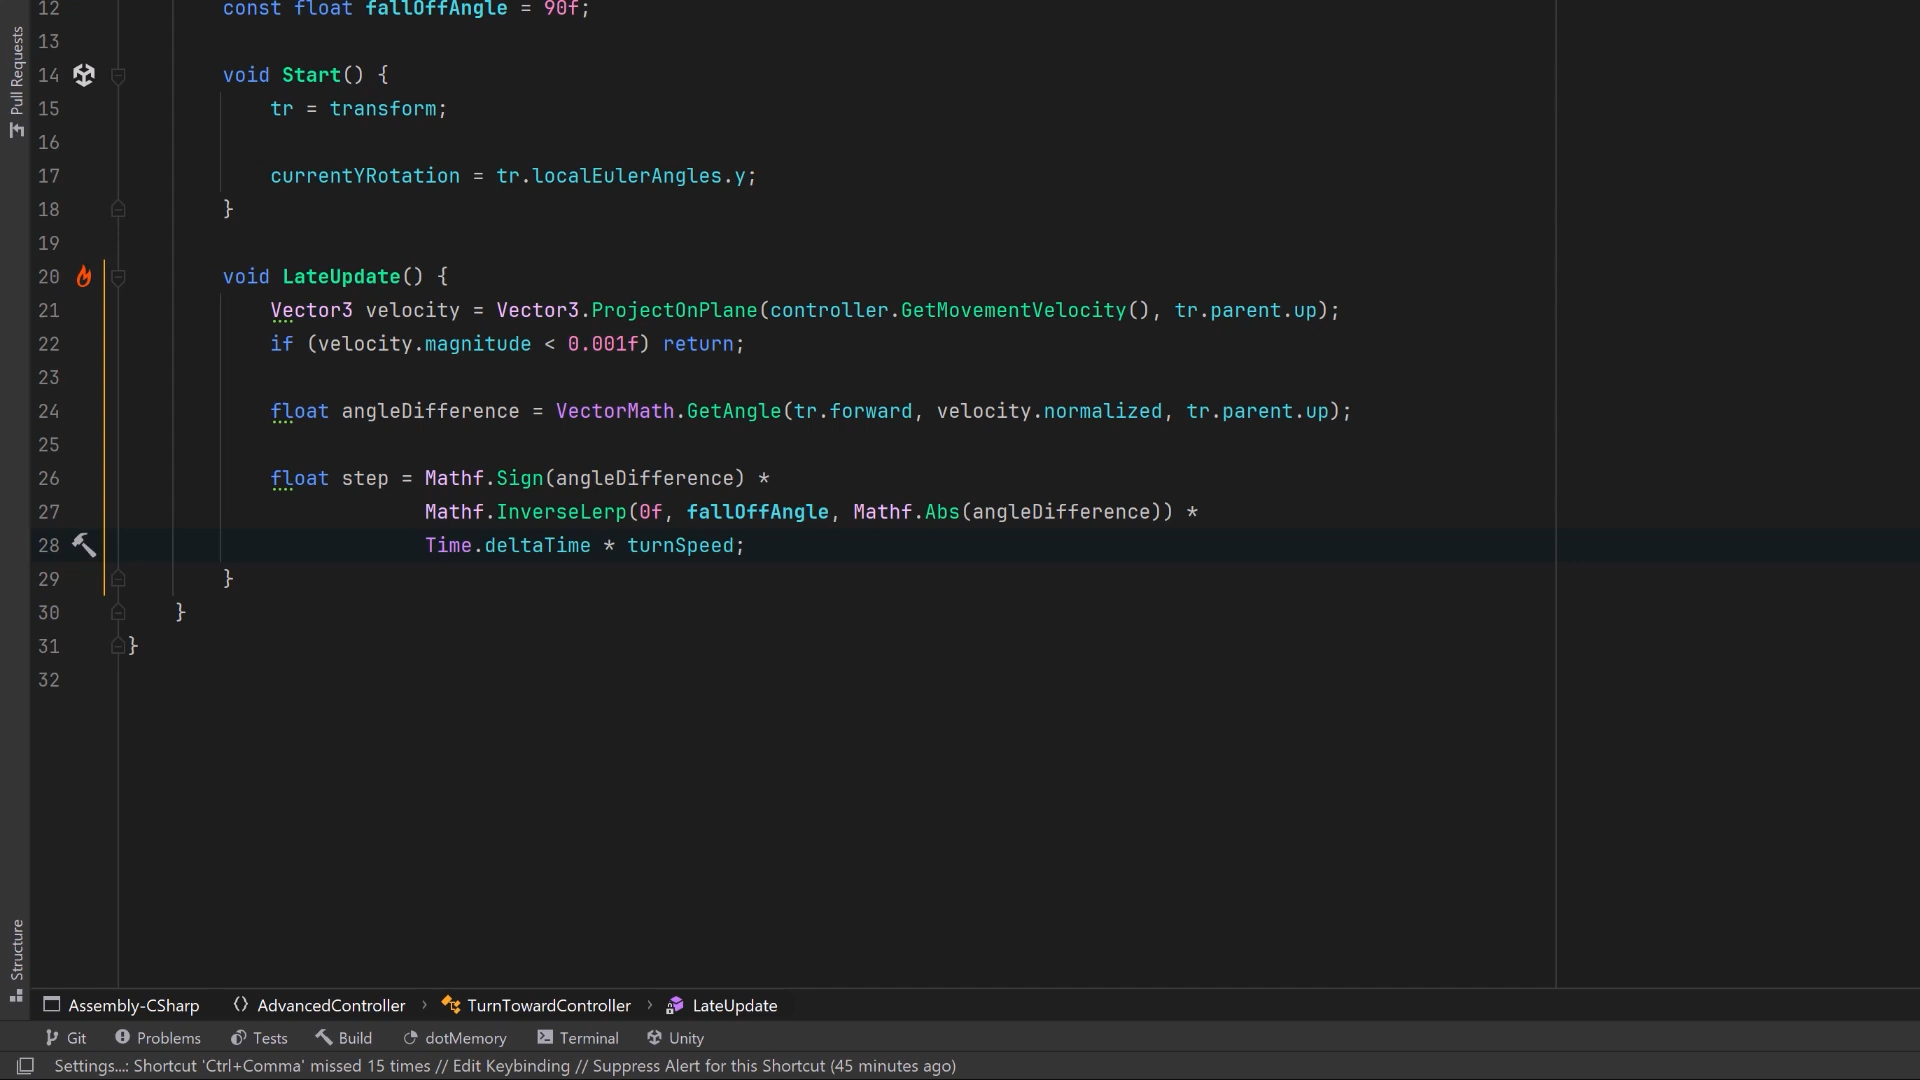 Pull Requests
Structure
12 const float fallOffAngle = 90f;
13
14 void Start() {
15 tr = transform;
16
17 currentYRotation = tr.localEulerAngles.y;
18 }
19
20 void LateUpdate() {
21 Vector3 velocity = Vector3.ProjectOnPlane(controller.GetMovementVelocity(), tr.parent.up);
22 if (velocity.magnitude < 0.001f) return;
23
24 float angleDifference = VectorMath.GetAngle(tr.forward, velocity.normalized, tr.parent.up);
25
26 float step = Mathf.Sign(angleDifference) *
27 Mathf.InverseLerp(0f, fallOffAngle, Mathf.Abs(angleDifference)) *
28 Time.deltaTime * turnSpeed;
29 }
30 }
31 }
32
Assembly-CSharp AdvancedController › TurnTowardController › LateUpdate
Git Problems Tests Build dotMemory Terminal Unity
Settings...: Shortcut 'Ctrl+Comma' missed 15 times // Edit Keybinding // Suppress Alert for this Shortcut (45 minutes ago)